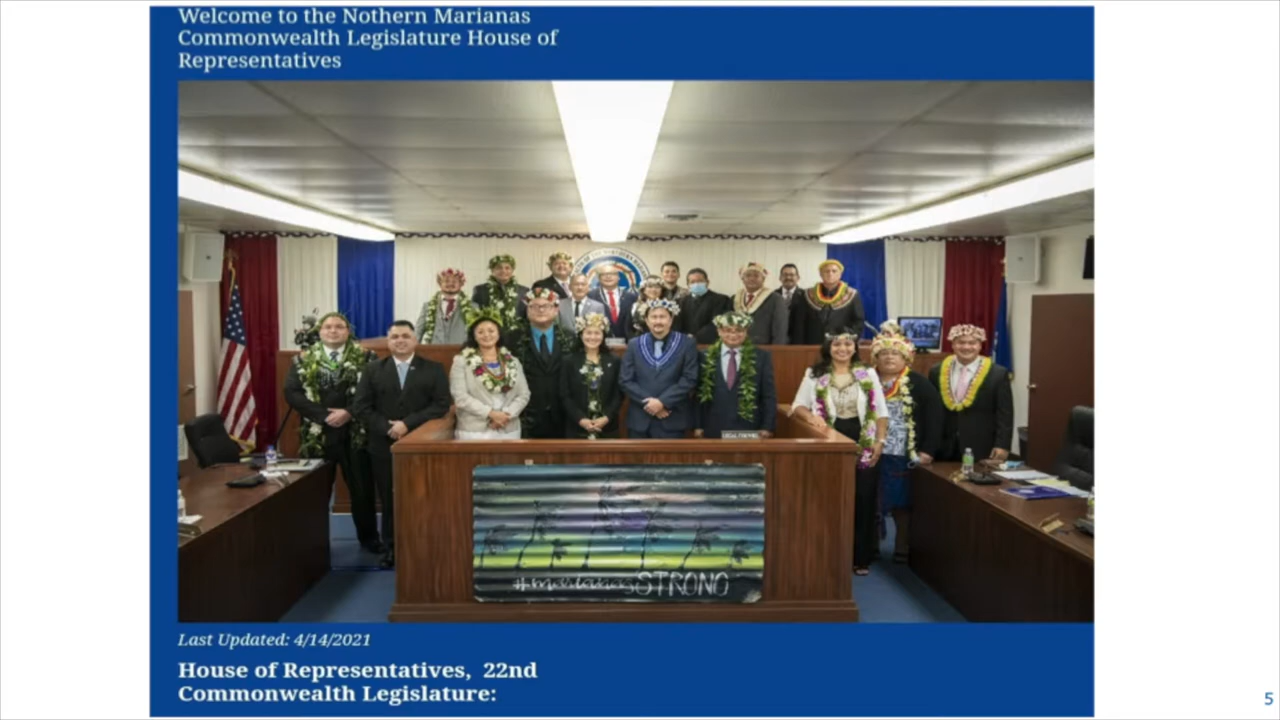 Welcome to the Nothern Marianas
Commonwealth Legislature House of
Representatives
#marianasSTRONG
Last Updated: 4/14/2021
House of Representatives,  22nd
Commonwealth Legislature:
5